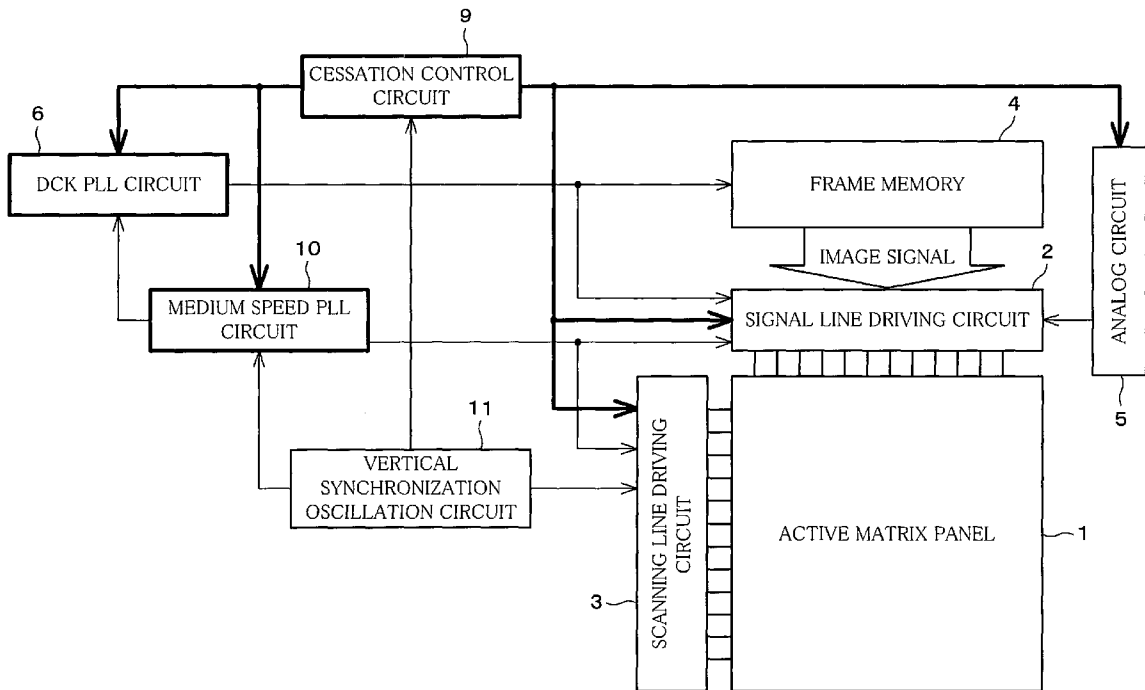 9
CESSATION CONTROL
CIRCUIT
6
DCK PLL CIRCUIT
4
FRAME MEMORY
ANALOG CIRCUIT
5
IMAGE SIGNAL
10
MEDIUM SPEED PLL
CIRCUIT
2
SIGNAL LINE DRIVING CIRCUIT
11
VERTICAL
SYNCHRONIZATION
OSCILLATION CIRCUIT
SCANNING LINE DRIVING
CIRCUIT
3
ACTIVE MATRIX PANEL
1